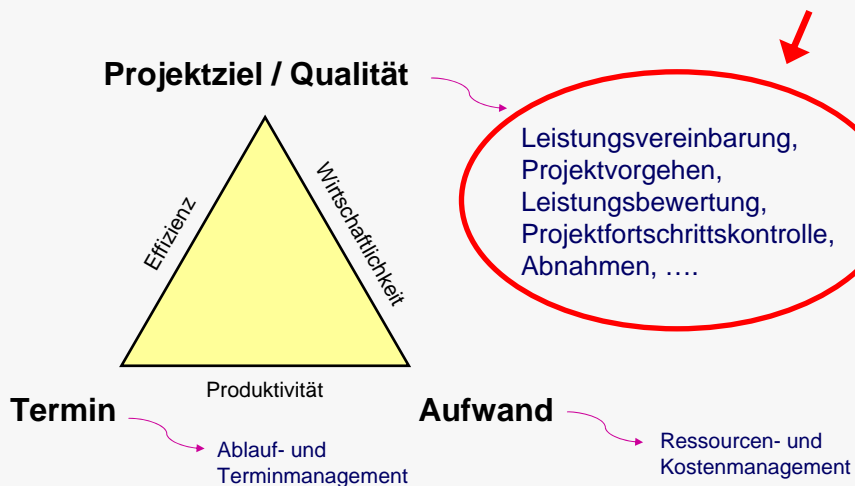 Projektziel / Qualität
Leistungsvereinbarung,
Projektvorgehen,
Leistungsbewertung,
Projektfortschrittskontrolle,
Abnahmen, ….
Effizienz
Wirtschaftlichkeit
Produktivität
Termin
Aufwand
Ablauf- und
Terminmanagement
Ressourcen- und
Kostenmanagement